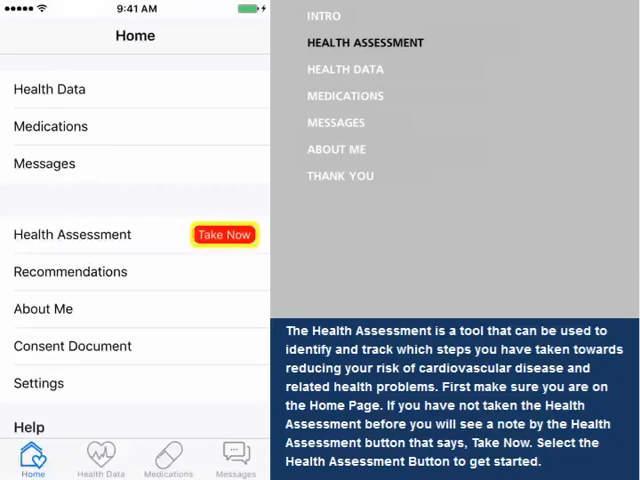 9:41 AM
Home
Health Data
Medications
Messages
Health Assessment Take Now
Recommendations
About Me
Consent Document
Settings
Help
Home Health Data Medications Messages
INTRO
HEALTH ASSESSMENT
HEALTH DATA
MEDICATIONS
MESSAGES
ABOUT ME
THANK YOU
The Health Assessment is a tool that can be used to
identify and track which steps you have taken towards
reducing your risk of cardiovascular disease and
related health problems. First make sure you are on
the Home Page. If you have not taken the Health
Assessment before you will see a note by the Health
Assessment button that says, Take Now. Select the
Health Assessment Button to get started.